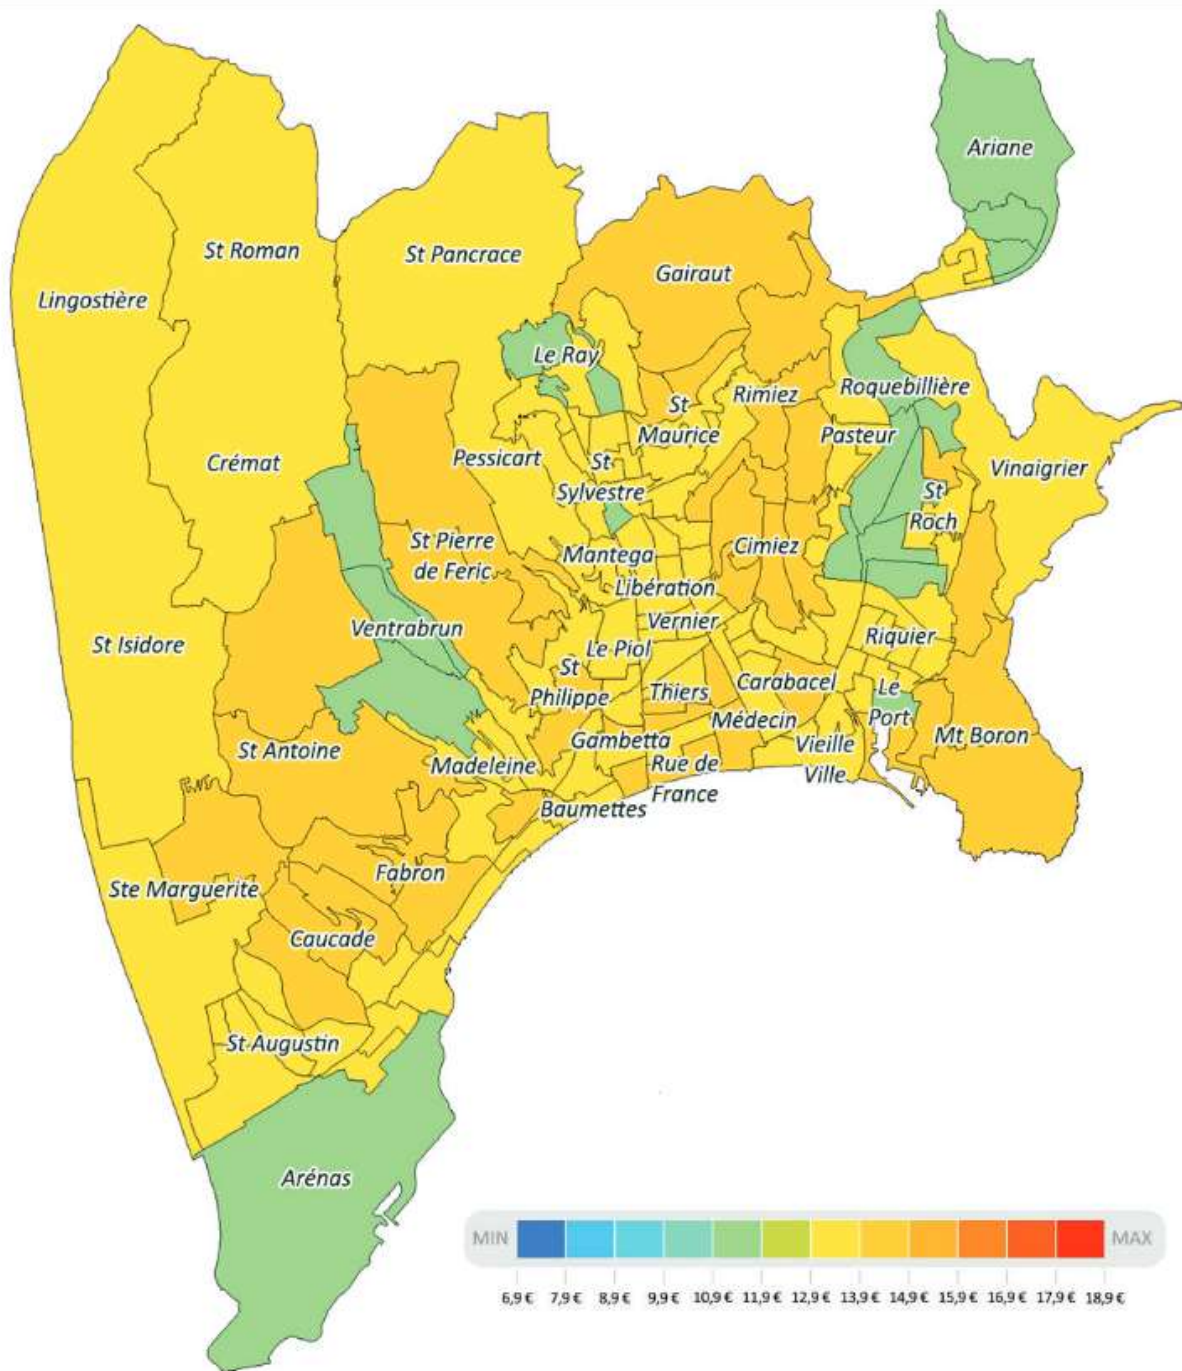 Ariane
St Roman
St Pancrace
Gairaut
Lingostière
Le Ray
Roquebillière
St
Maurice
Rimiez
Pasteur
Crémat
Pessicart
St
Sylvestre
Vinaigrier
St
Roch
St Pierre
de Feric
Mantega
Cimiez
Libération
Ventrabrun
Vernier
St Isidore
Le Piol
Riquier
St
Philippe
Thiers
Carabacel
Le
Port
St Antoine
Gambetta
Médecin
Mt Boron
Madeleine
Rue de
France
Vieille
Ville
Baumettes
Fabron
Ste Marguerite
Caucade
St Augustin
Arénas
MIN MAX
6,9 € 7,9 € 8,9 € 9,9 € 10,9 € 11,9 € 12,9 € 13,9 € 14,9 € 15,9 € 16,9 € 17,9 € 18,9 €